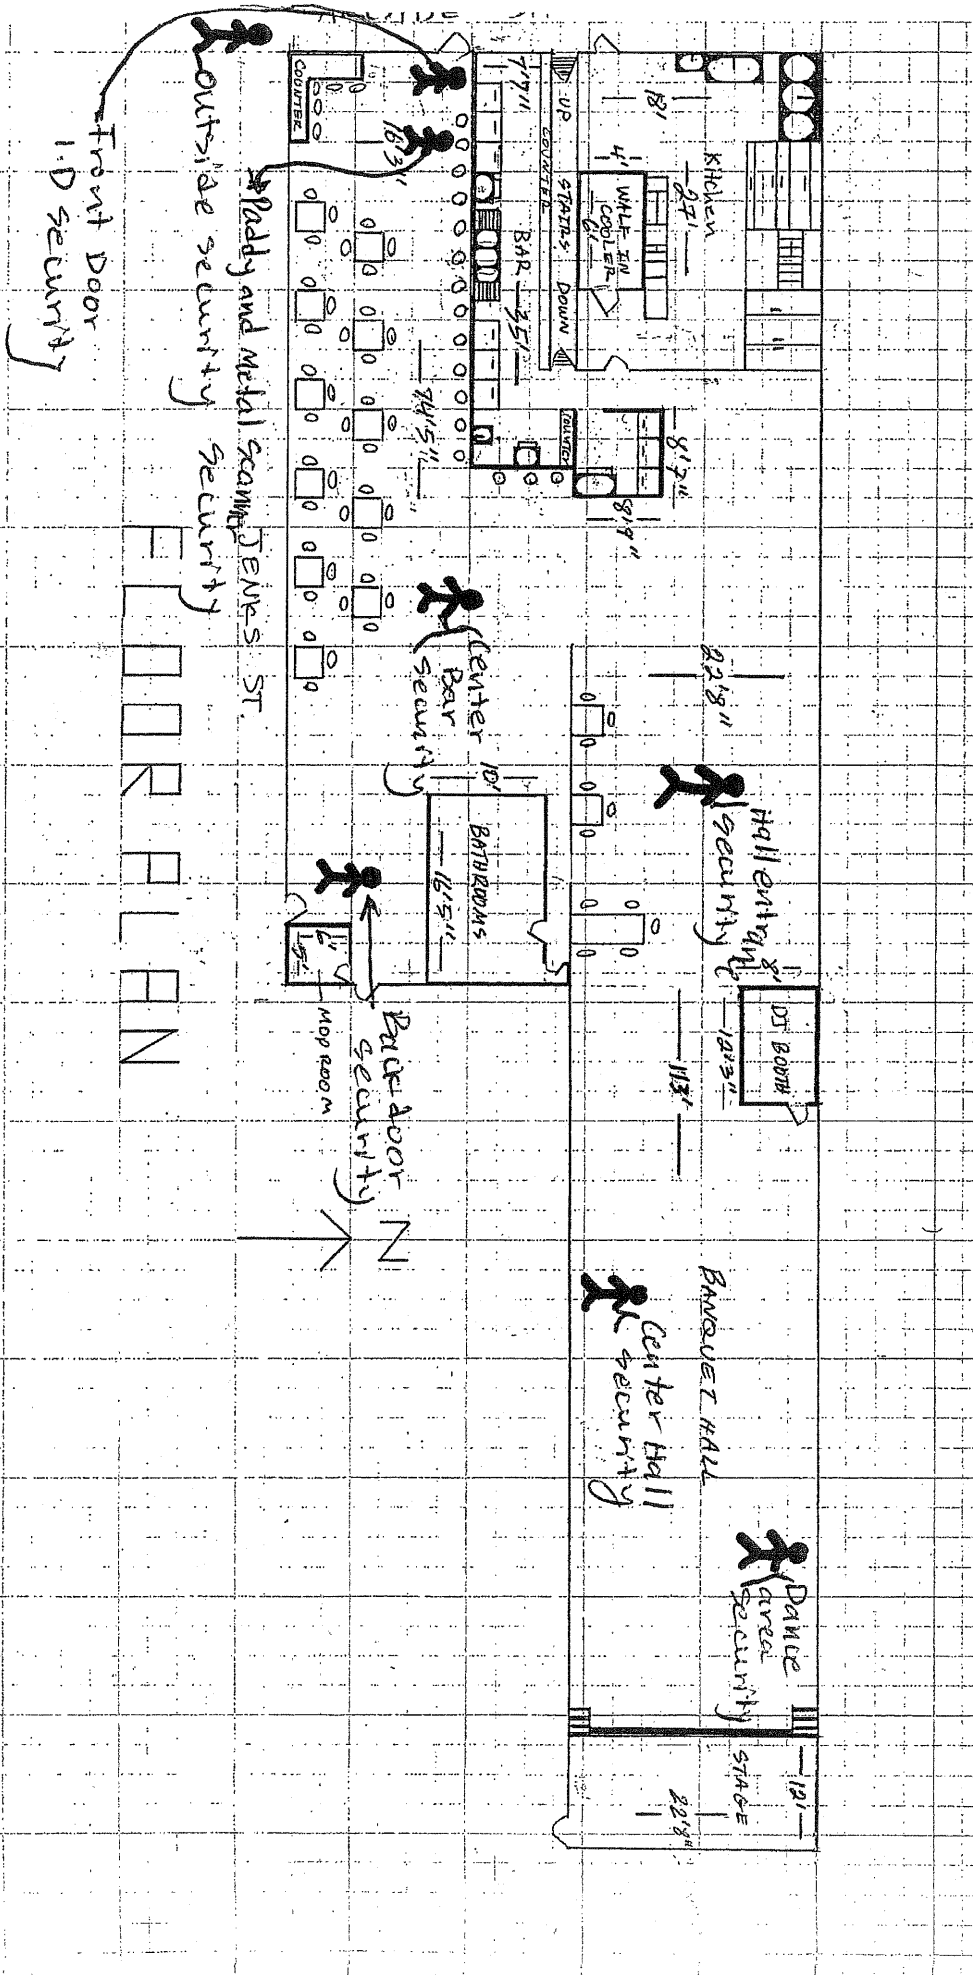 Kitchen
27'
18'
WALK IN
COOLER
6'
4'
UP
STAIRS
DOWN
COUNTER
7'7"
BAR
35'
COUNTER
8'7"
8'9"
COUNTER
16'3"
74'5"
22'8"
Front Door
I.D security
outside security
Paddy and Metal Scanner
security
JENKS ST.
Center
Bar
security
10'
BATHROOMS
16'5"
Hall entrance
security
8'
DJ BOOTH
12'3"
113'
6'
5'
MOP ROOM
Back door
security
N
BANQUET HALL
Center Hall
security
Dance
area
security
STAGE
12'
22'8"
FLOOR PLAN